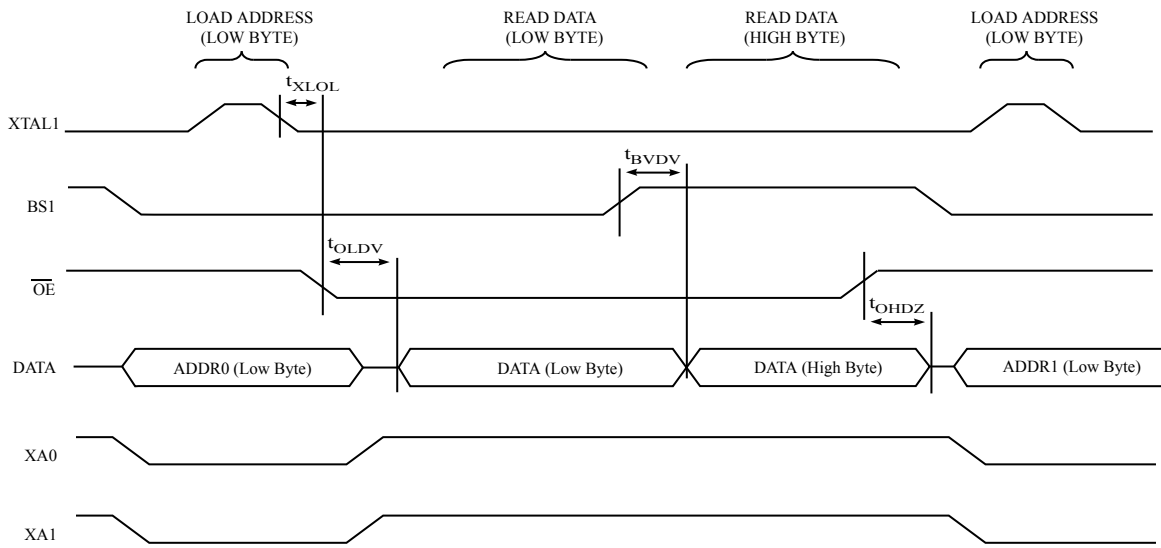 LOAD ADDRESS
(LOW BYTE)
READ DATA
(LOW BYTE)
READ DATA
(HIGH BYTE)
LOAD ADDRESS
(LOW BYTE)
tXLOL
XTAL1
tBVDV
BS1
tOLDV
OE
tOHDZ
DATA
ADDR0 (Low Byte)
DATA (Low Byte)
DATA (High Byte)
ADDR1 (Low Byte)
XA0
XA1